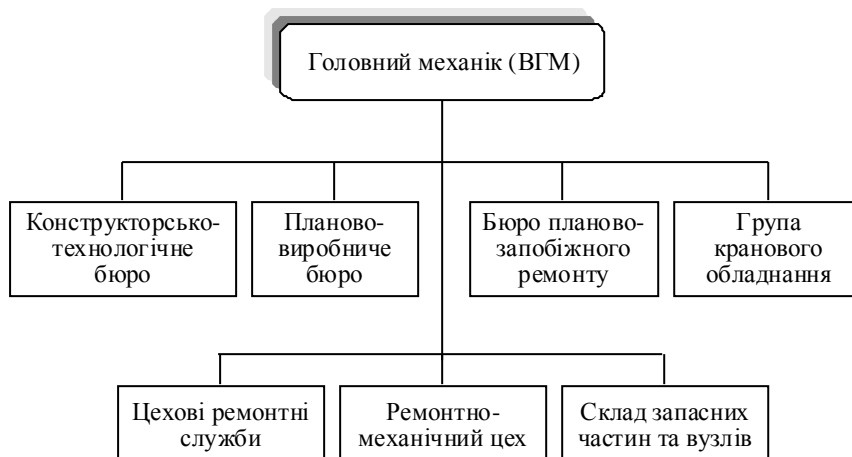 Головний механік (ВГМ)
Конструкторсько-
технологічне
бюро
Планово-
виробниче
бюро
Бюро планово-
запобіжного
ремонту
Група
кранового
обладнання
Цехові ремонтні
служби
Ремонтно-
механічний цех
Склад запасних
частин та вузлів